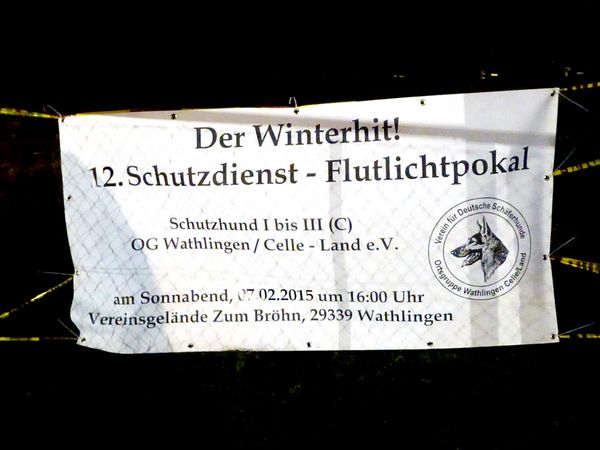 Der Winterhit!
12. Schutzdienst - Flutlichtpokal
Schutzhund I bis III (C)
OG Wathlingen / Celle - Land e.V.
am Sonnabend, 07.02.2015 um 16:00 Uhr
Vereinsgelände Zum Bröhn, 29339 Wathlingen
Verein für Deutsche Schäferhunde
Ortsgruppe Wathlingen Celle/Land